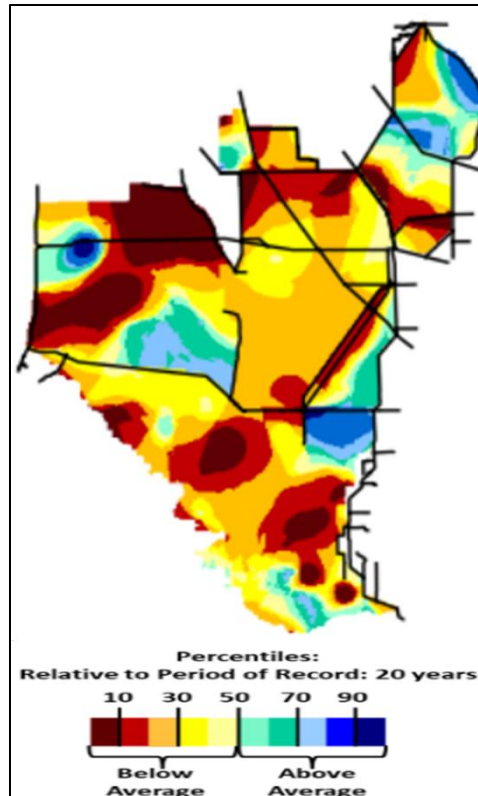 Percentiles:
Relative to Period of Record: 20 years
10 30 50 70 90
Below Above
Average Average